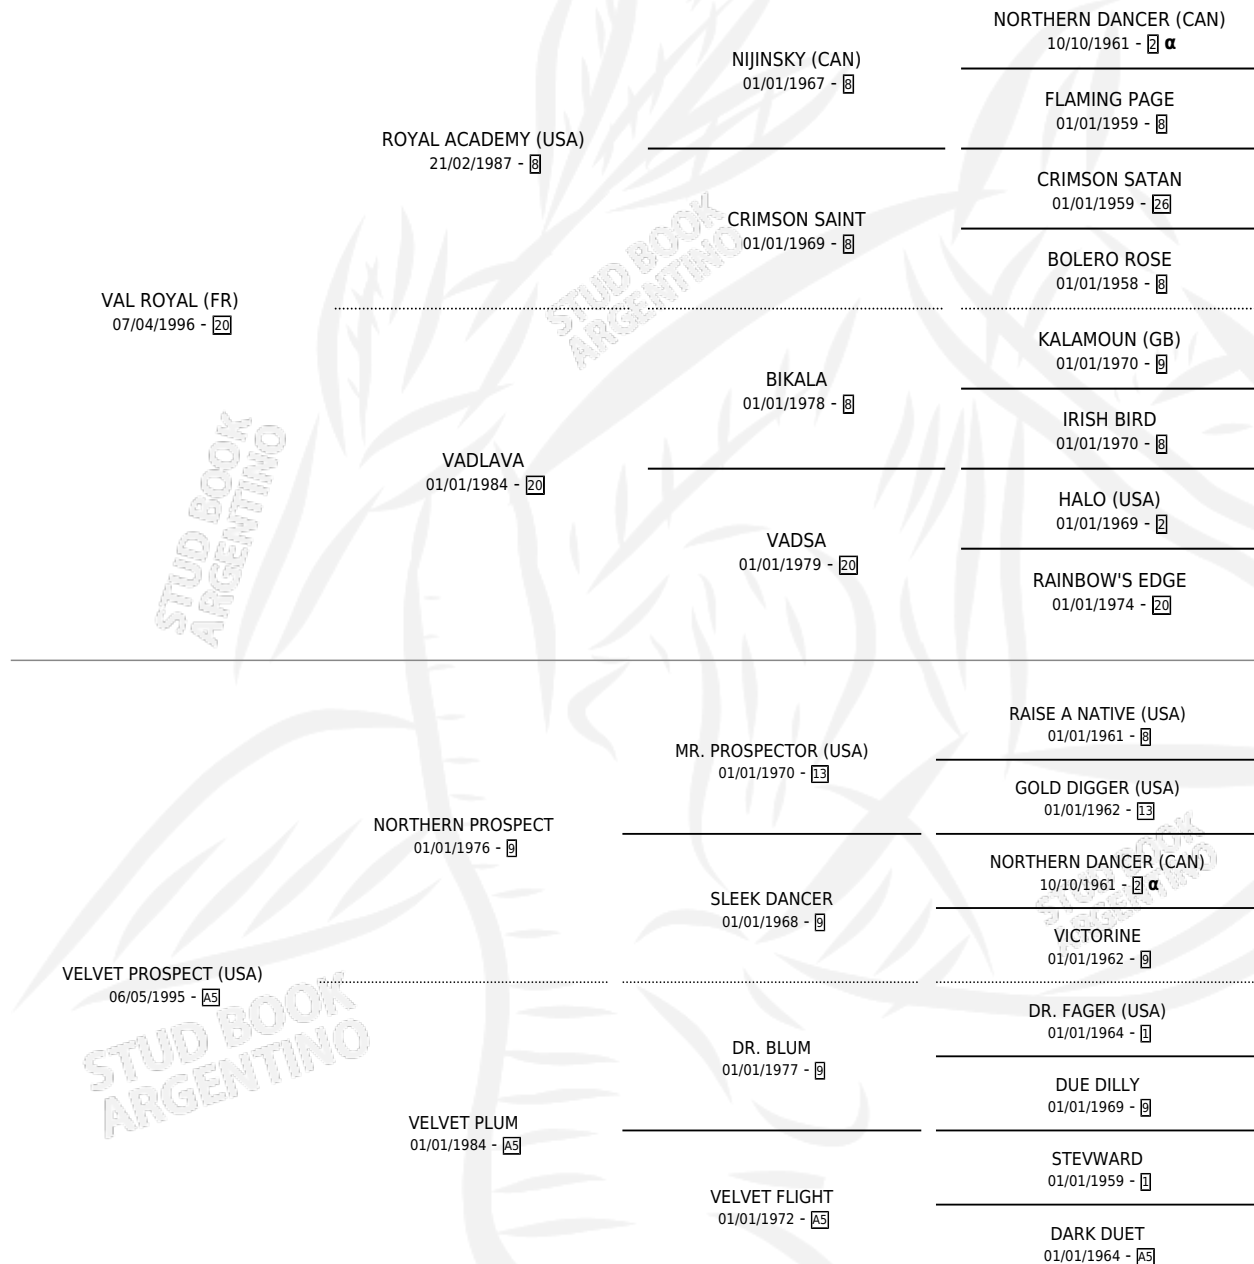 NORTHERN DANCER (CAN)
10/10/1961 - 2 α
NIJINSKY (CAN)
01/01/1967 - 8
FLAMING PAGE
01/01/1959 - 8
ROYAL ACADEMY (USA)
21/02/1987 - 8
CRIMSON SATAN
01/01/1959 - 26
CRIMSON SAINT
01/01/1969 - 8
BOLERO ROSE
01/01/1958 - 8
VAL ROYAL (FR)
07/04/1996 - 20
KALAMOUN (GB)
01/01/1970 - 9
BIKALA
01/01/1978 - 8
IRISH BIRD
01/01/1970 - 8
VADLAVA
01/01/1984 - 20
HALO (USA)
01/01/1969 - 2
VADSA
01/01/1979 - 20
RAINBOW'S EDGE
01/01/1974 - 20
RAISE A NATIVE (USA)
01/01/1961 - 8
MR. PROSPECTOR (USA)
01/01/1970 - 13
GOLD DIGGER (USA)
01/01/1962 - 13
NORTHERN PROSPECT
01/01/1976 - 9
NORTHERN DANCER (CAN)
10/10/1961 - 2 α
SLEEK DANCER
01/01/1968 - 9
VICTORINE
01/01/1962 - 9
VELVET PROSPECT (USA)
06/05/1995 - A5
DR. FAGER (USA)
01/01/1964 - 1
DR. BLUM
01/01/1977 - 9
DUE DILLY
01/01/1969 - 9
VELVET PLUM
01/01/1984 - A5
STEVWARD
01/01/1959 - 1
VELVET FLIGHT
01/01/1972 - A5
DARK DUET
01/01/1964 - A5
STUD BOOK
ARGENTINO
STUD BOOK
ARGENTINO
STUD BOOK
ARGENTINO
STUD BOOK
ARGENTINO